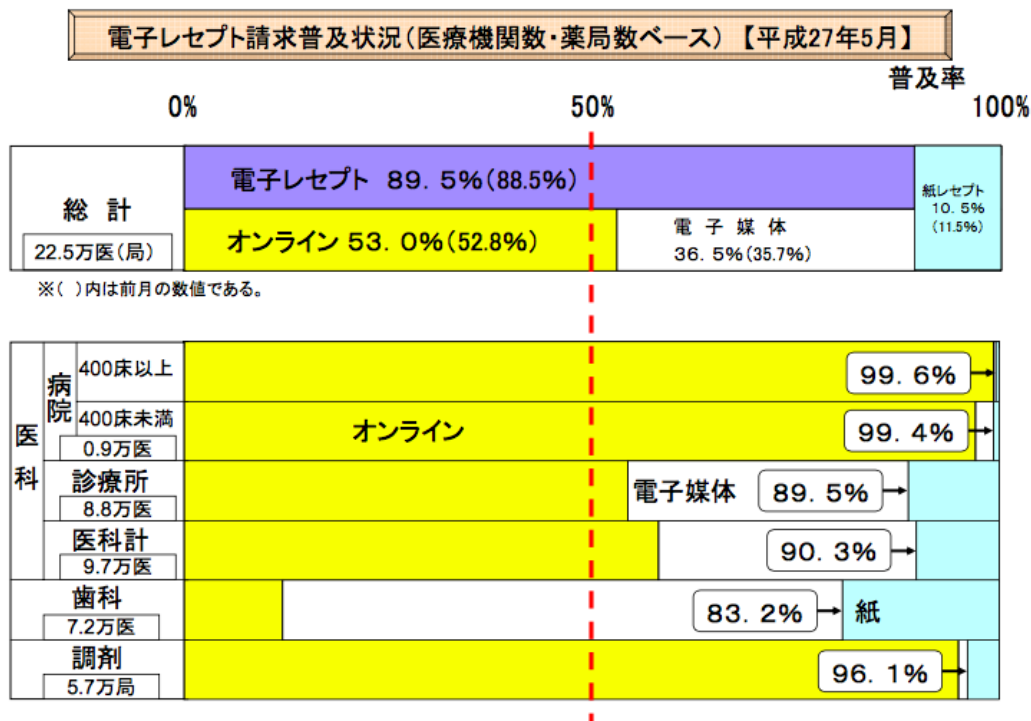 電子レセプト請求普及状況(医療機関数・薬局数ベース)【平成27年5月】
普及率
0% 50% 100%
電子レセプト 89.5%(88.5%)
紙レセプト
10.5%
(11.5%)
総計
22.5万医(局)
オンライン 53.0%(52.8%)
電子媒体
36.5%(35.7%)
※( )内は前月の数値である。
医科
病院
400床以上
99.6%
400床未満
オンライン
99.4%
0.9万医
診療所
電子媒体
89.5%
8.8万医
医科計
90.3%
9.7万医
歯科
83.2%
紙
7.2万医
調剤
96.1%
5.7万局